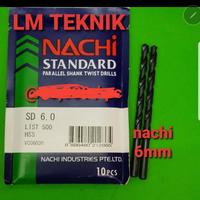 LM TEKNIK
NACHi
STANDARD
PARALLEL SHANK TWIST DRILLS
SD 6.0
LIST 500
HSS
nachi
6mm
NACHI INDUSTRIES PTE.LTD.
10PCS